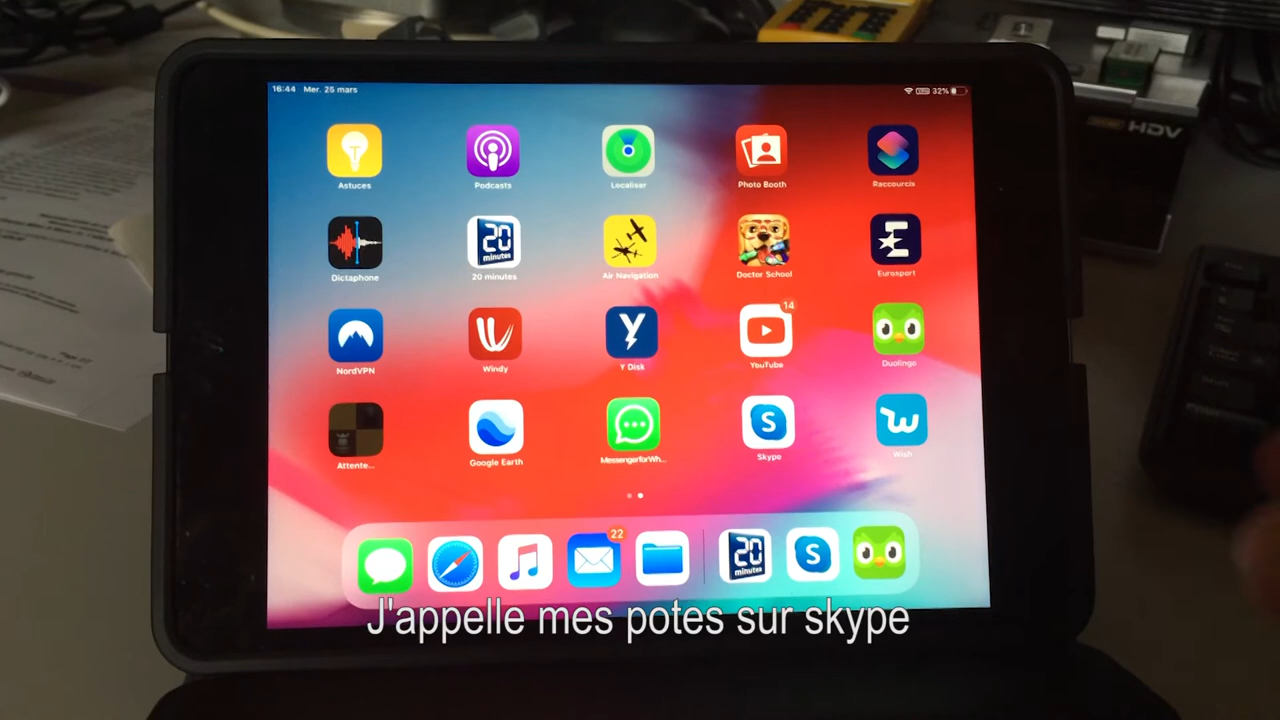 16:44 Mer. 25 mars
VPN 32%
Astuces
Podcasts
Localiser
Photo Booth
Raccourcis
Dictaphone
20 minutes
20 minutes
Air Navigation
Doctor School
E
Eurosport
NordVPN
Windy
Y
Y Disk
14
YouTube
Duolingo
Attente...
Google Earth
MessengerforWh...
S
Skype
Wish
22
20 minutes
S
J'appelle mes potes sur skype
HDV